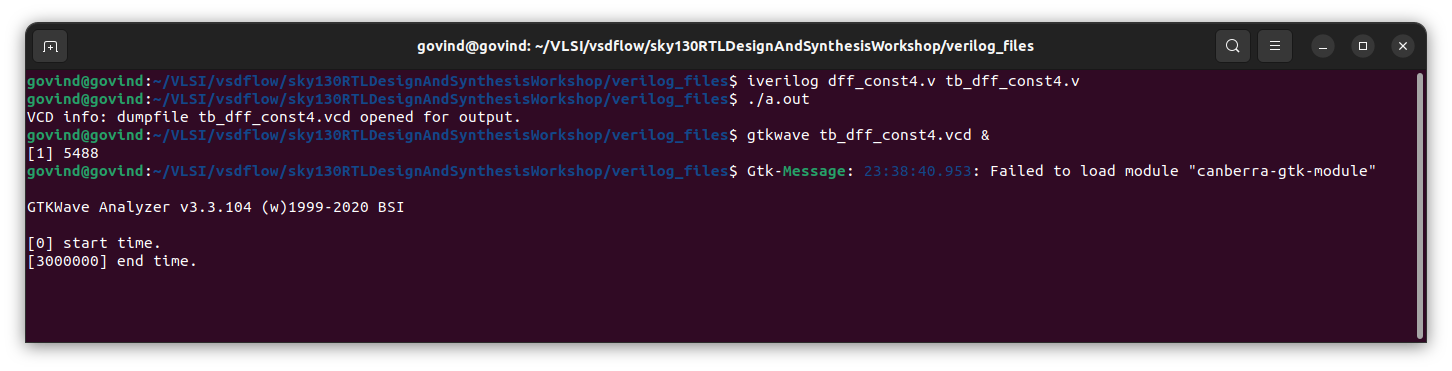 govind@govind: ~/VLSI/vsdflow/sky130RTLDesignAndSynthesisWorkshop/verilog_files
govind@govind:~/VLSI/vsdflow/sky130RTLDesignAndSynthesisWorkshop/verilog_files$ iverilog dff_const4.v tb_dff_const4.v
govind@govind:~/VLSI/vsdflow/sky130RTLDesignAndSynthesisWorkshop/verilog_files$ ./a.out
VCD info: dumpfile tb_dff_const4.vcd opened for output.
govind@govind:~/VLSI/vsdflow/sky130RTLDesignAndSynthesisWorkshop/verilog_files$ gtkwave tb_dff_const4.vcd &
[1] 5488
govind@govind:~/VLSI/vsdflow/sky130RTLDesignAndSynthesisWorkshop/verilog_files$ Gtk-Message: 23:38:40.953: Failed to load module "canberra-gtk-module"
GTKWave Analyzer v3.3.104 (w)1999-2020 BSI
[0] start time.
[3000000] end time.